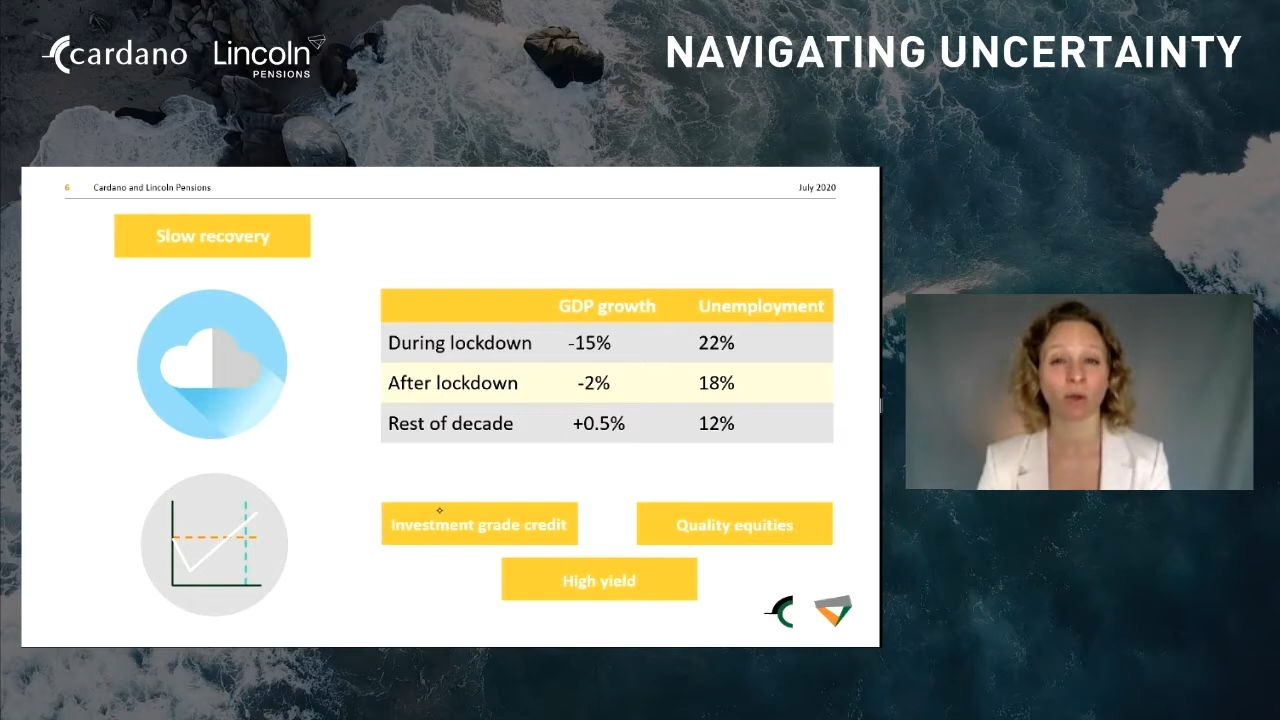 cardano
Lincoln
PENSIONS
NAVIGATING UNCERTAINTY
6 Cardano and Lincoln Pensions July 2020
Slow recovery
GDP growth Unemployment
During lockdown -15% 22%
After lockdown -2% 18%
Rest of decade +0.5% 12%
Investment grade credit Quality equities
High yield